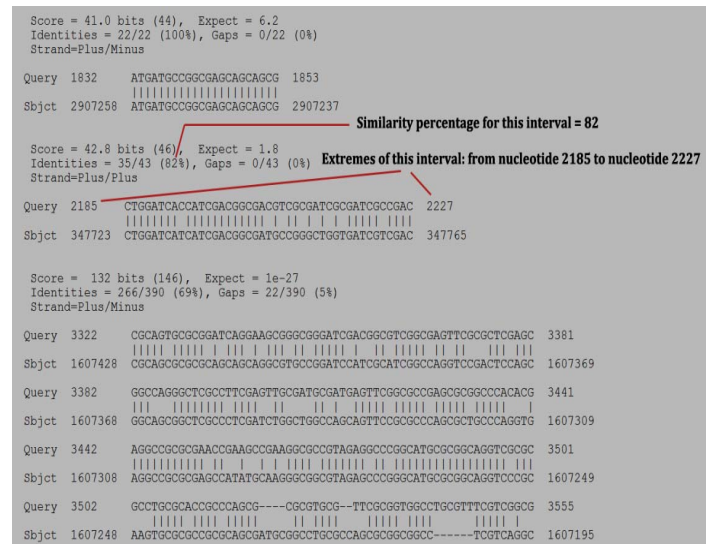 Score = 41.0 bits (44), Expect = 6.2
Identities = 22/22 (100%), Gaps = 0/22 (0%)
Strand=Plus/Minus
Query 1832 ATGATGCCGGCGAGCAGCAGCG 1853
||||||||||||||||||||||
Sbjct 2907258 ATGATGCCGGCGAGCAGCAGCG 2907237
Similarity percentage for this interval = 82
Score = 42.8 bits (46), Expect = 1.8
Identities = 35/43 (82%), Gaps = 0/43 (0%)
Extremes of this interval: from nucleotide 2185 to nucleotide 2227
Strand=Plus/Plus
Query 2185 CTGGATCACCATCGACGGCGACGTCGCGATCGCGATCGCCGAC 2227
|||||||| || ||||||||||| | || | | | ||||| ||||
Sbjct 347723 CTGGATCATCATCGACGGCGATGCCGGGCTGGTGATCGTCGAC 347765
Score = 132 bits (146), Expect = 1e-27
Identities = 266/390 (69%), Gaps = 22/390 (5%)
Strand=Plus/Minus
Query 3322 CGCAGTGCGCGGATCAGGAAGCGGGCGGGATCGACGGCGTCGGCGAGTTCGCGCTCGAGC 3381
Sbjct 1607428 CGCAGCGCGCGCAGCAGCAGGCGTGCCGGATCCATCGCATCGGCCAGGTCCGACTCCAGC 1607369
Query 3382 GGCCAGGGCTCGCCTTCGAGTTGCGATGCGATGAGTTCGGCGCCGAGCGCGGCCCACACG 3441
Sbjct 1607368 GGCAGCGGCTCGCCCTCGATCTGGCTGGCCAGCAGTTCCGCGCCCAGCGCTGCCCAGGTG 1607309
Query 3442 AGGCCGCGCGAACCGAAGCCGAAGGCGCCGTAGAGGCCCGGCATGCGCGGCAGGTCGCGC 3501
Sbjct 1607308 AGGCCGCGCGAGCCATATGCAAGGGCGGCGTAGAGCCCGGGCATGCGCGGCAGGTCCCGC 1607249
Query 3502 GCCTGCGCACCGCCCAGCG----CGCGTGCG--TTCGCGGTGGCCTGCGTTTCGTCGGCG 3555
Sbjct 1607248 AAGTGCGCGCCGCGCAGCGATGCGGCCTGCGCCAGCGCGGCGGCC------TCGTCAGGC 1607195